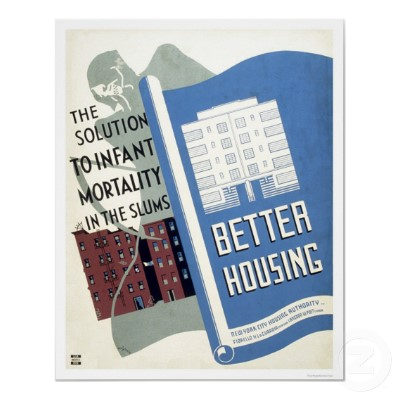 THE
SOLUTION
TO INFANT
MORTALITY
IN THE SLUMS
BETTER
HOUSING
NEW YORK CITY HOUSING AUTHORITY